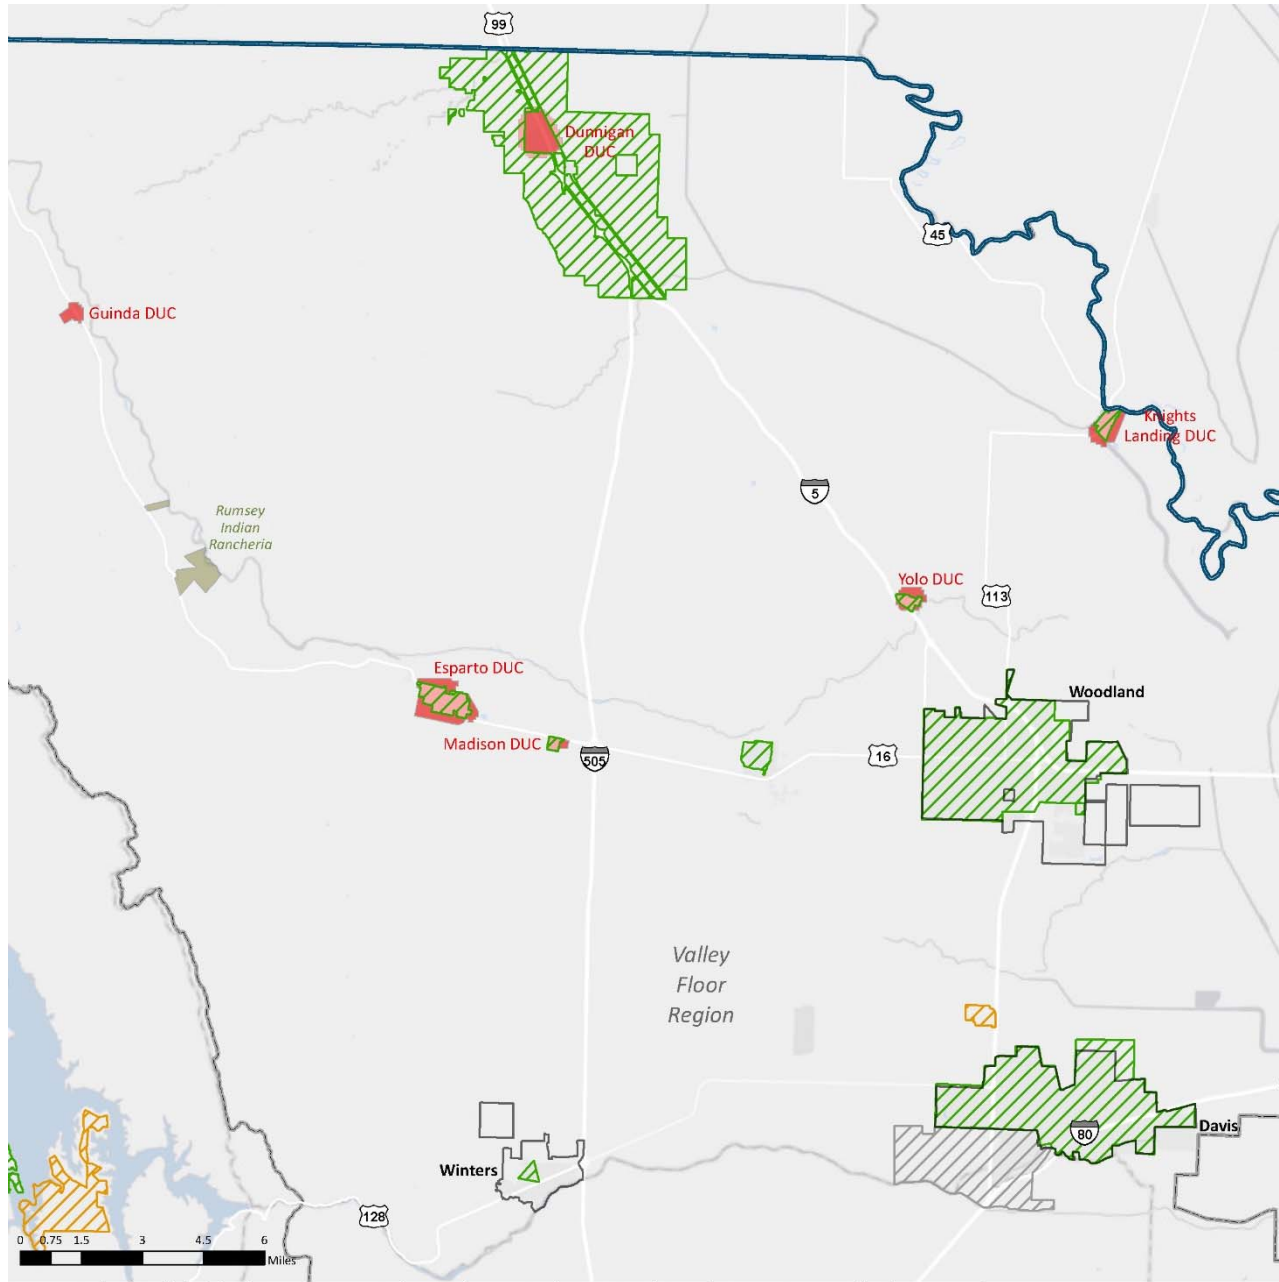 99
Dunnigan
DUC
45
Guinda DUC
Knights
Landing DUC
5
Rumsey
Indian
Rancheria
Yolo DUC
113
Esparto DUC
Woodland
Madison DUC
505
16
Valley
Floor
Region
Davis
80
Winters
128
0 0.75 1.5 3 4.5 6
Miles